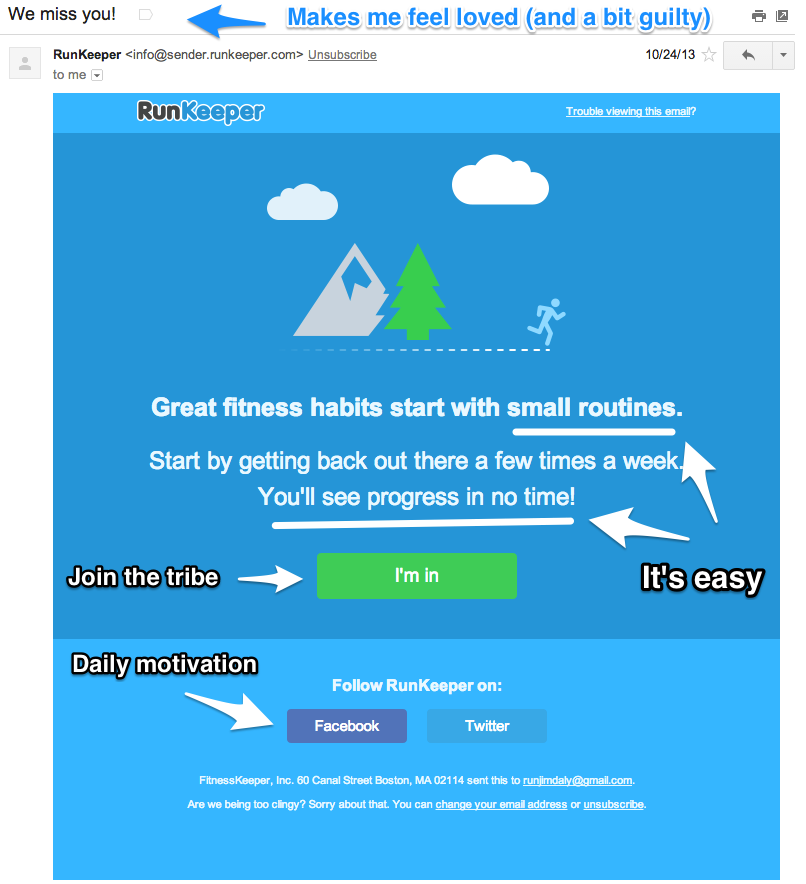 We miss you!
Makes me feel loved (and a bit guilty)
RunKeeper <info@sender.runkeeper.com> Unsubscribe
10/24/13
to me
RunKeeper
Trouble viewing this email?
Great fitness habits start with small routines.
Start by getting back out there a few times a week.
You'll see progress in no time!
It's easy
Join the tribe
I'm in
Daily motivation
Follow RunKeeper on:
Facebook
Twitter
FitnessKeeper, Inc. 60 Canal Street Boston, MA 02114 sent this to runjimdaly@gmail.com.
Are we being too clingy? Sorry about that. You can change your email address or unsubscribe.